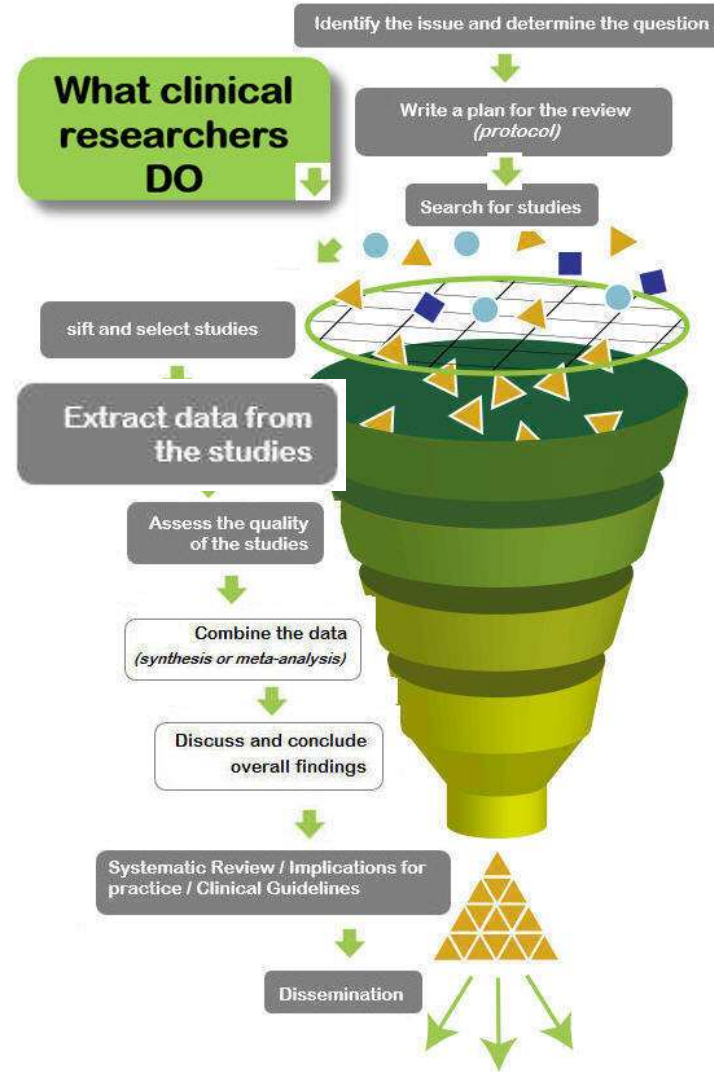 Identify the issue and determine the question
What clinical
researchers
DO
Write a plan for the review
(protocol)
Search for studies
sift and select studies
Extract data from
the studies
Assess the quality
of the studies
Combine the data
(synthesis or meta-analysis)
Discuss and conclude
overall findings
Systematic Review / Implications for
practice / Clinical Guidelines
Dissemination